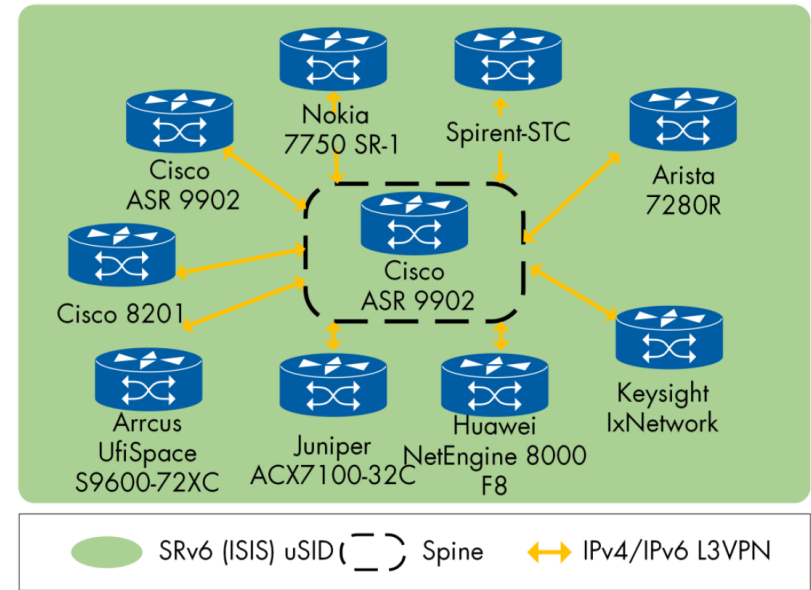 Nokia
7750 SR-1
Spirent-STC
Cisco
ASR 9902
Arista
7280R
Cisco
ASR 9902
Cisco 8201
Keysight
IxNetwork
Arrcus
UfiSpace
S9600-72XC
Juniper
ACX7100-32C
Huawei
NetEngine 8000
F8
SRv6 (ISIS) uSID
Spine
IPv4/IPv6 L3VPN